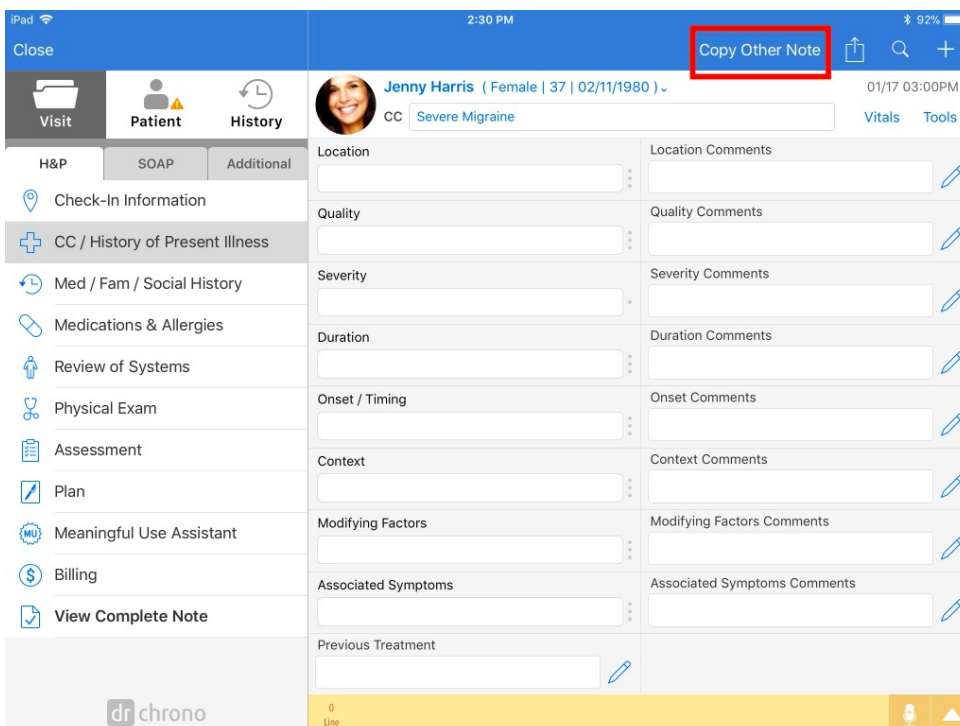 iPad 2:30 PM 92%
Close Copy Other Note
Visit Patient History
H&P SOAP Additional
Check-In Information
CC / History of Present Illness
Med / Fam / Social History
Medications & Allergies
Review of Systems
Physical Exam
Assessment
Plan
MU Meaningful Use Assistant
$ Billing
View Complete Note
dr chrono
Jenny Harris ( Female | 37 | 02/11/1980 ) 01/17 03:00PM
CC Severe Migraine Vitals Tools
Location Location Comments
Quality Quality Comments
Severity Severity Comments
Duration Duration Comments
Onset / Timing Onset Comments
Context Context Comments
Modifying Factors Modifying Factors Comments
Associated Symptoms Associated Symptoms Comments
Previous Treatment
0
Line